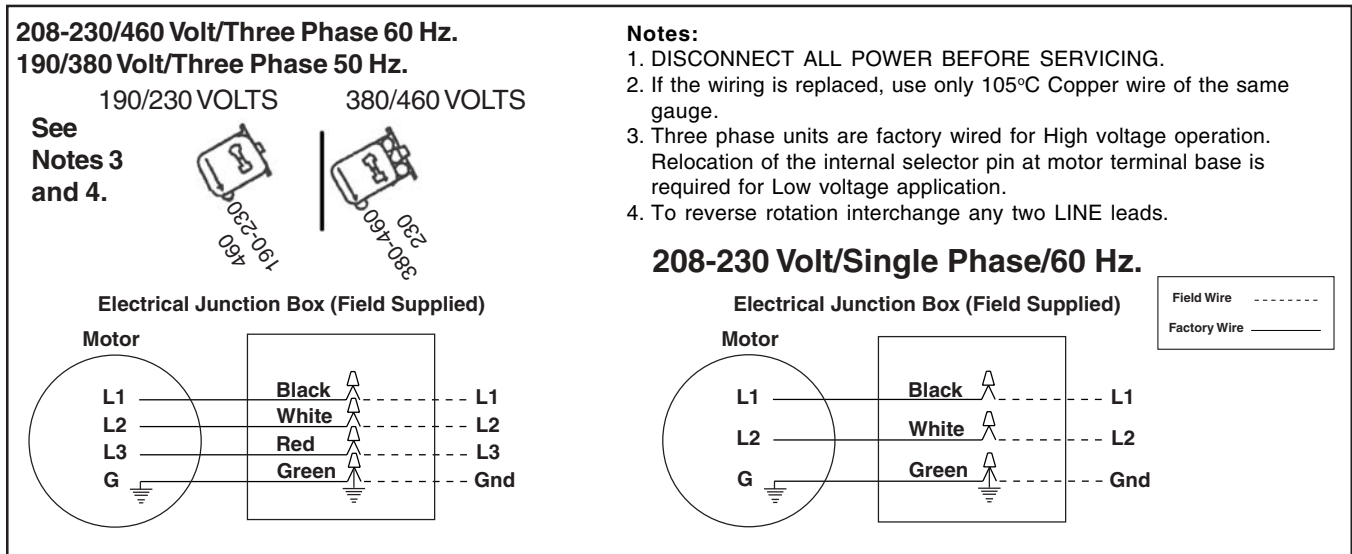 208-230/460 Volt/Three Phase 60 Hz.
190/380 Volt/Three Phase 50 Hz.
190/230 VOLTS
380/460 VOLTS
See
Notes 3
and 4.
460
190-230
380-460
230
Electrical Junction Box (Field Supplied)
Motor
L1
Black
L1
L2
White
L2
L3
Red
L3
G
Green
Gnd
Notes:
1. DISCONNECT ALL POWER BEFORE SERVICING.
2. If the wiring is replaced, use only 105°C Copper wire of the same
gauge.
3. Three phase units are factory wired for High voltage operation.
Relocation of the internal selector pin at motor terminal base is
required for Low voltage application.
4. To reverse rotation interchange any two LINE leads.
208-230 Volt/Single Phase/60 Hz.
Field Wire
Factory Wire
Electrical Junction Box (Field Supplied)
Motor
L1
Black
L1
L2
White
L2
G
Green
Gnd